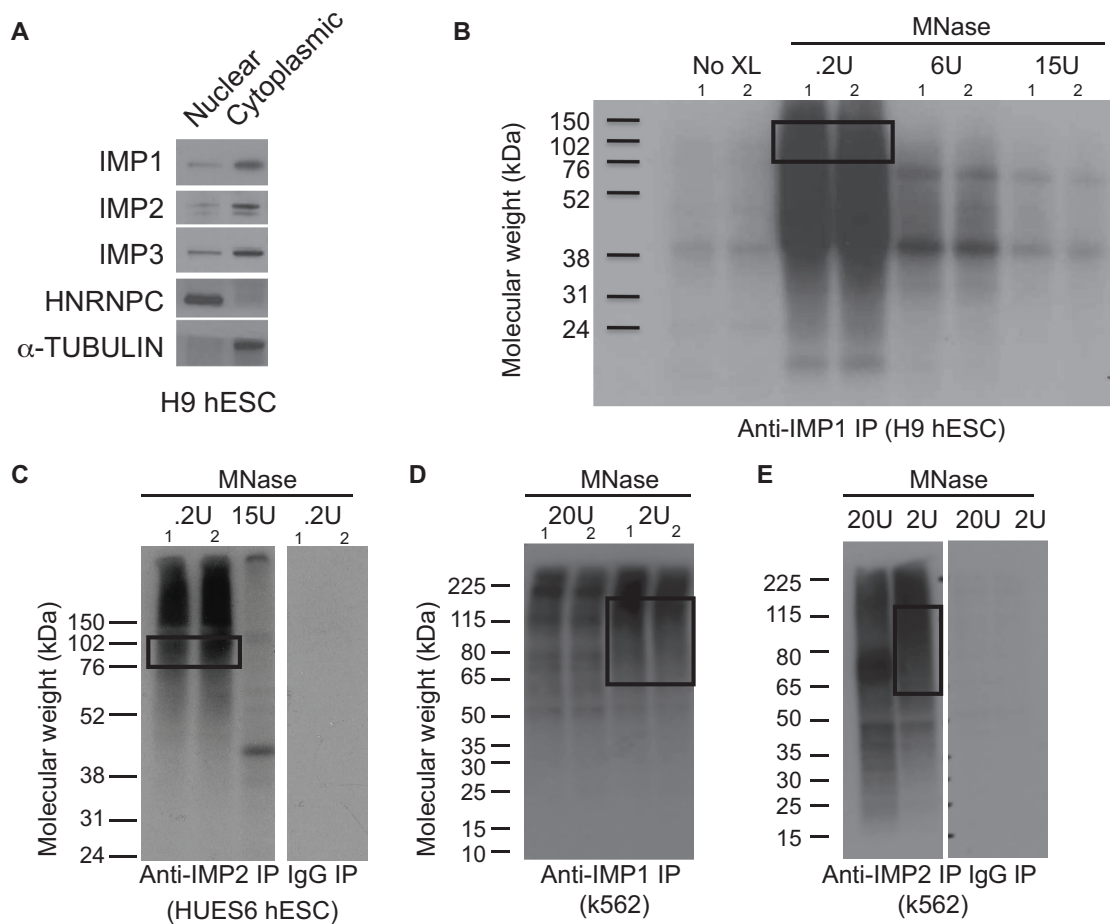 A
Nuclear
Cytoplasmic
IMP1
IMP2
IMP3
HNRNPC
α-TUBULIN
H9 hESC
B
MNase
No XL .2U 6U 15U
1 2 1 2 1 2 1 2
Molecular weight (kDa)
150
102
76
52
38
31
24
Anti-IMP1 IP (H9 hESC)
C
MNase
.2U 15U .2U
1 2 1 2
Molecular weight (kDa)
150
102
76
52
38
31
24
Anti-IMP2 IP IgG IP
(HUES6 hESC)
D
MNase
20U 2U
1 2 1 2
Molecular weight (kDa)
225
115
80
65
50
35
30
25
15
10
Anti-IMP1 IP
(k562)
E
MNase
20U 2U 20U 2U
225
115
80
65
50
35
30
25
15
Anti-IMP2 IP IgG IP
(k562)